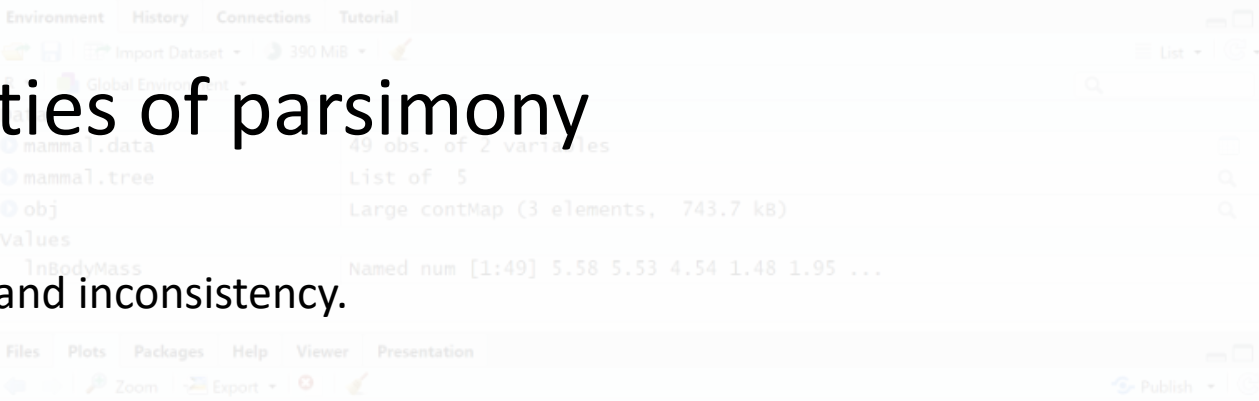 Environment History Connections Tutorial
Import Dataset 390 MiB List
Global Environment
ties of parsimony
mammal.data 49 obs. of 2 variables
mammal.tree List of 5
obj Large contMap (3 elements, 743.7 kB)
Values
lnBodyMass Named num [1:49] 5.58 5.53 4.54 1.48 1.95 ...
and inconsistency.
Files Plots Packages Help Viewer Presentation
Zoom Export Publish